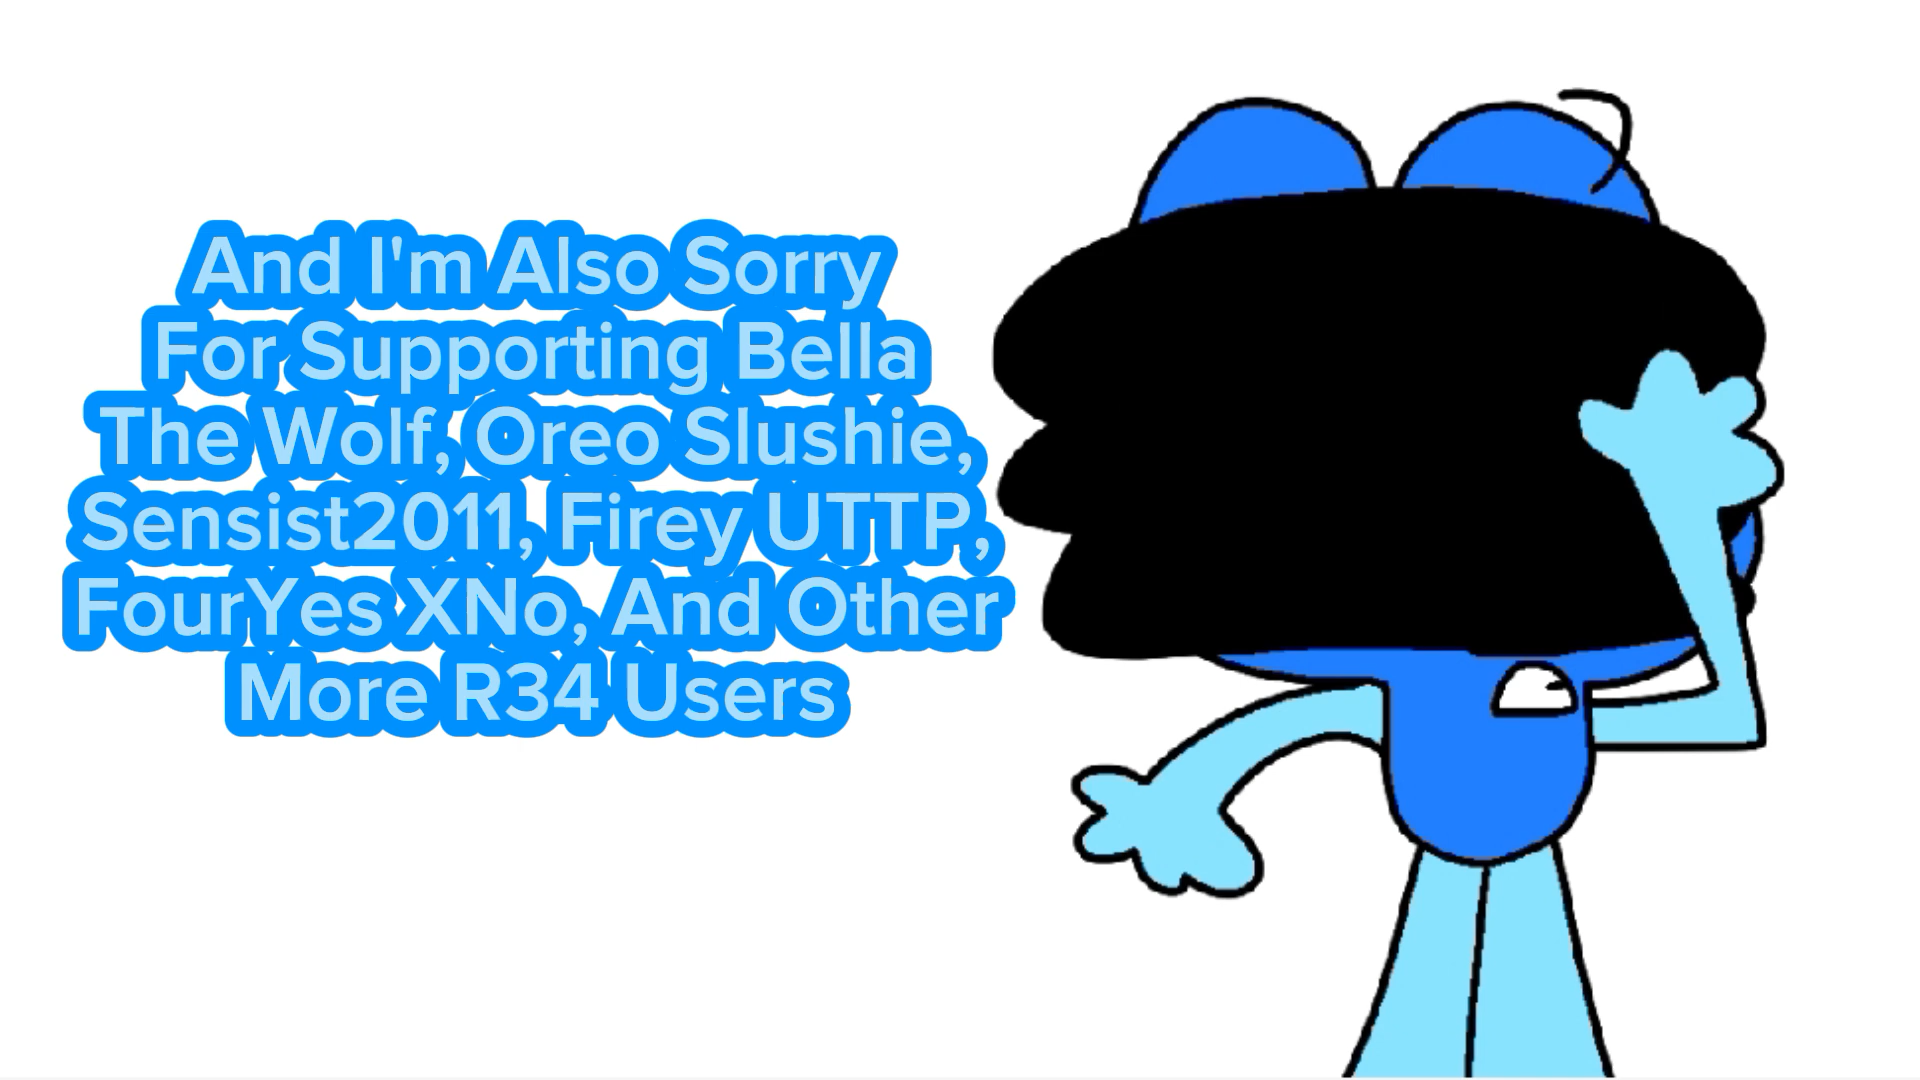 And I'm Also Sorry
For Supporting Bella
The Wolf, Oreo Slushie,
Sensist2011, Firey UTTP,
FourYes XNo, And Other
More R34 Users